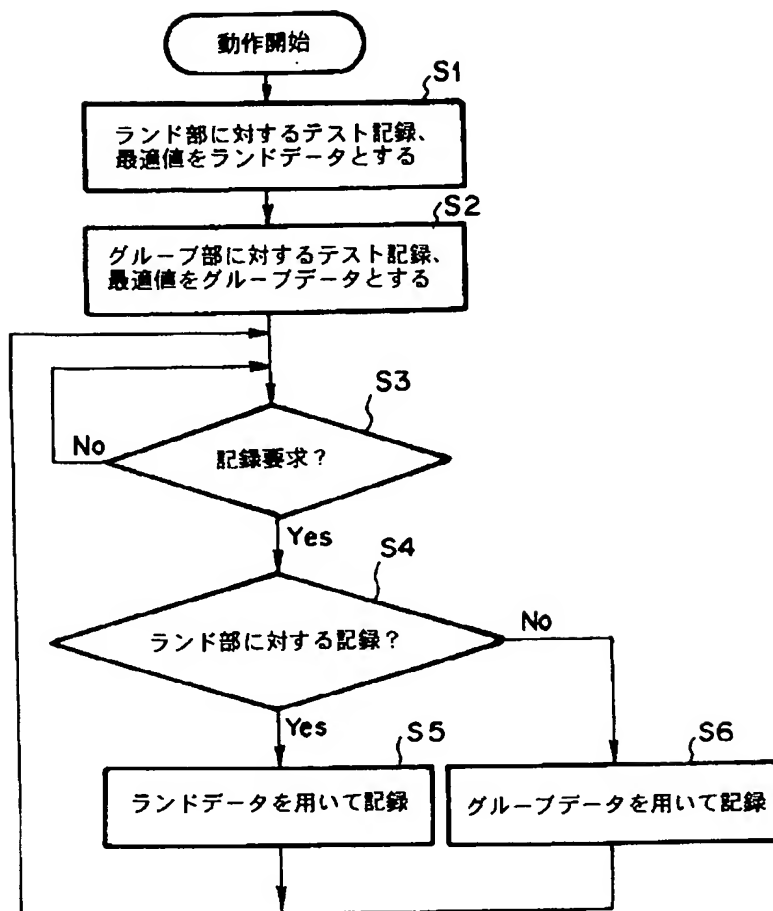 動作開始
S1
ランド部に対するテスト記録、
最適値をランドデータとする
S2
グループ部に対するテスト記録、
最適値をグループデータとする
S3
No
記録要求？
Yes
S4
ランド部に対する記録？
No
Yes
S5
S6
ランドデータを用いて記録
グループデータを用いて記録